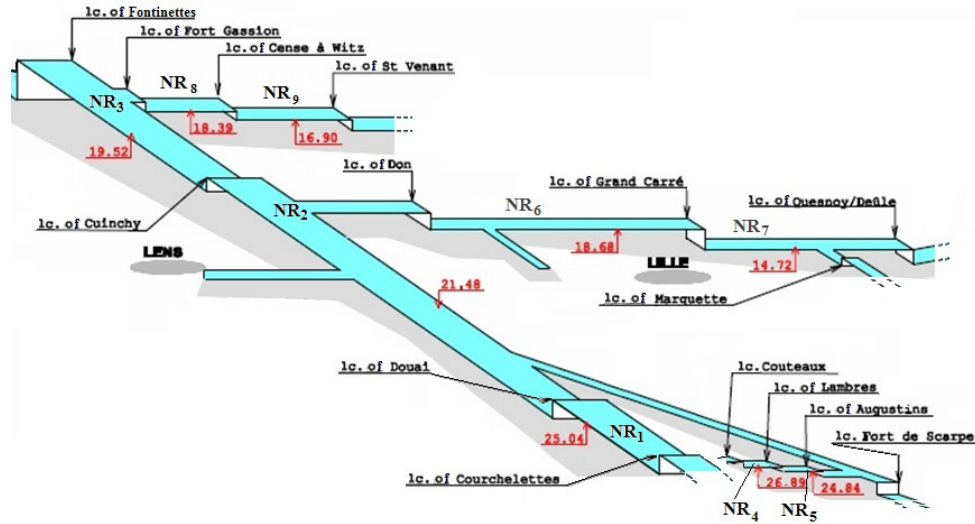 lc. of Fontinettes
lc. of Fort Gassion
lc. of Cense à Witz
lc. of St Venant
NR8
NR9
NR3
18.39
16.90
19.52
lc. of Don
lc. of Grand Carré
lc. of Quesnoy/Deûle
NR2
NR6
NR7
lc. of Cuinchy
LENS
18.68
LILLE
14.72
21.48
lc. of Marquette
lc. of Douai
lc. Couteaux
lc. of Lambres
lc. of Augustins
lc. Fort de Scarpe
25.04
NR1
lc. of Courchelettes
26.89
24.84
NR4
NR5